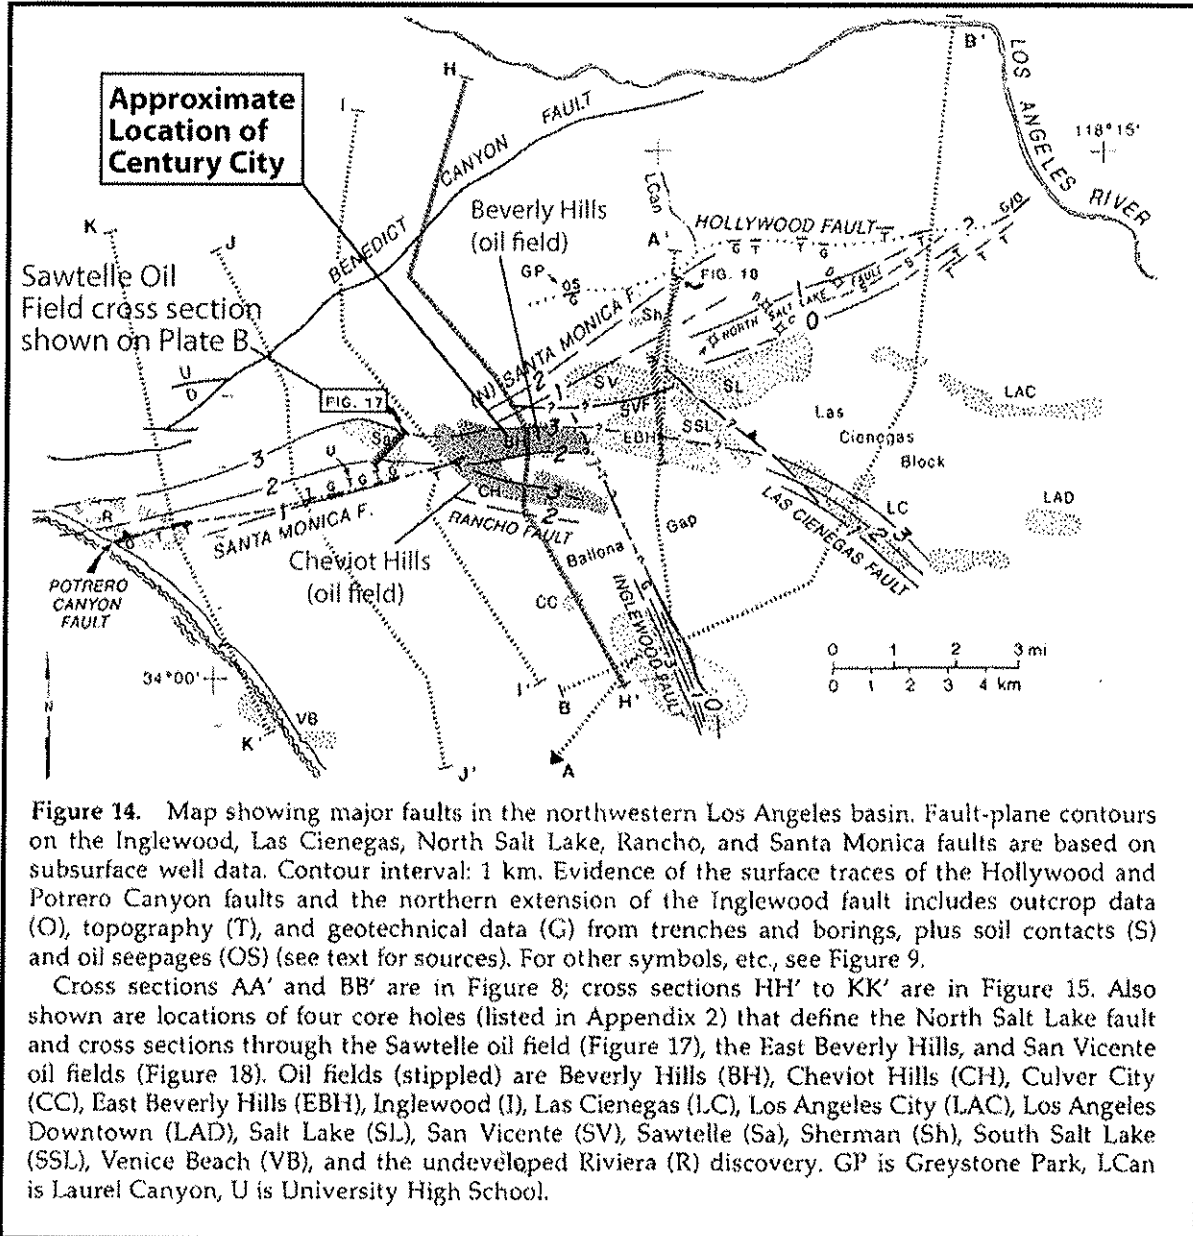 Approximate
Location of
Century City
H
I
B'
LOS ANGELES RIVER
118°15'
BENEDICT CANYON FAULT
LCan
Beverly Hills
(oil field)
HOLLYWOOD FAULT
A'
K
J
GP
OS
G
FIG. 18
Sawtelle Oil
Field cross section
shown on Plate B
(N) SANTA MONICA F.
Sh
NORTH SALT LAKE FAULT
U
D
FIG. 17
SV
SL
LAC
SVF
SSL
EBH
BH
Sa
Las
Cienegas
Block
LAD
LC
R
U
CH
SANTA MONICA F.
RANCHO FAULT
LAS CIENEGAS FAULT
Cheviot Hills
(oil field)
Ballona
Gap
POTRERO
CANYON
FAULT
CC
INGLEWOOD FAULT
0 1 2 3 mi
0 1 2 3 4 km
34°00'
N
VB
K'
I'
B
H'
J'
A
Figure 14. Map showing major faults in the northwestern Los Angeles basin. Fault-plane contours
on the Inglewood, Las Cienegas, North Salt Lake, Rancho, and Santa Monica faults are based on
subsurface well data. Contour interval: 1 km. Evidence of the surface traces of the Hollywood and
Potrero Canyon faults and the northern extension of the Inglewood fault includes outcrop data
(O), topography (T), and geotechnical data (G) from trenches and borings, plus soil contacts (S)
and oil seepages (OS) (see text for sources). For other symbols, etc., see Figure 9.
Cross sections AA' and BB' are in Figure 8; cross sections HH' to KK' are in Figure 15. Also
shown are locations of four core holes (listed in Appendix 2) that define the North Salt Lake fault
and cross sections through the Sawtelle oil field (Figure 17), the East Beverly Hills, and San Vicente
oil fields (Figure 18). Oil fields (stippled) are Beverly Hills (BH), Cheviot Hills (CH), Culver City
(CC), East Beverly Hills (EBH), Inglewood (I), Las Cienegas (LC), Los Angeles City (LAC), Los Angeles
Downtown (LAD), Salt Lake (SL), San Vicente (SV), Sawtelle (Sa), Sherman (Sh), South Salt Lake
(SSL), Venice Beach (VB), and the undeveloped Riviera (R) discovery. GP is Greystone Park, LCan
is Laurel Canyon, U is University High School.